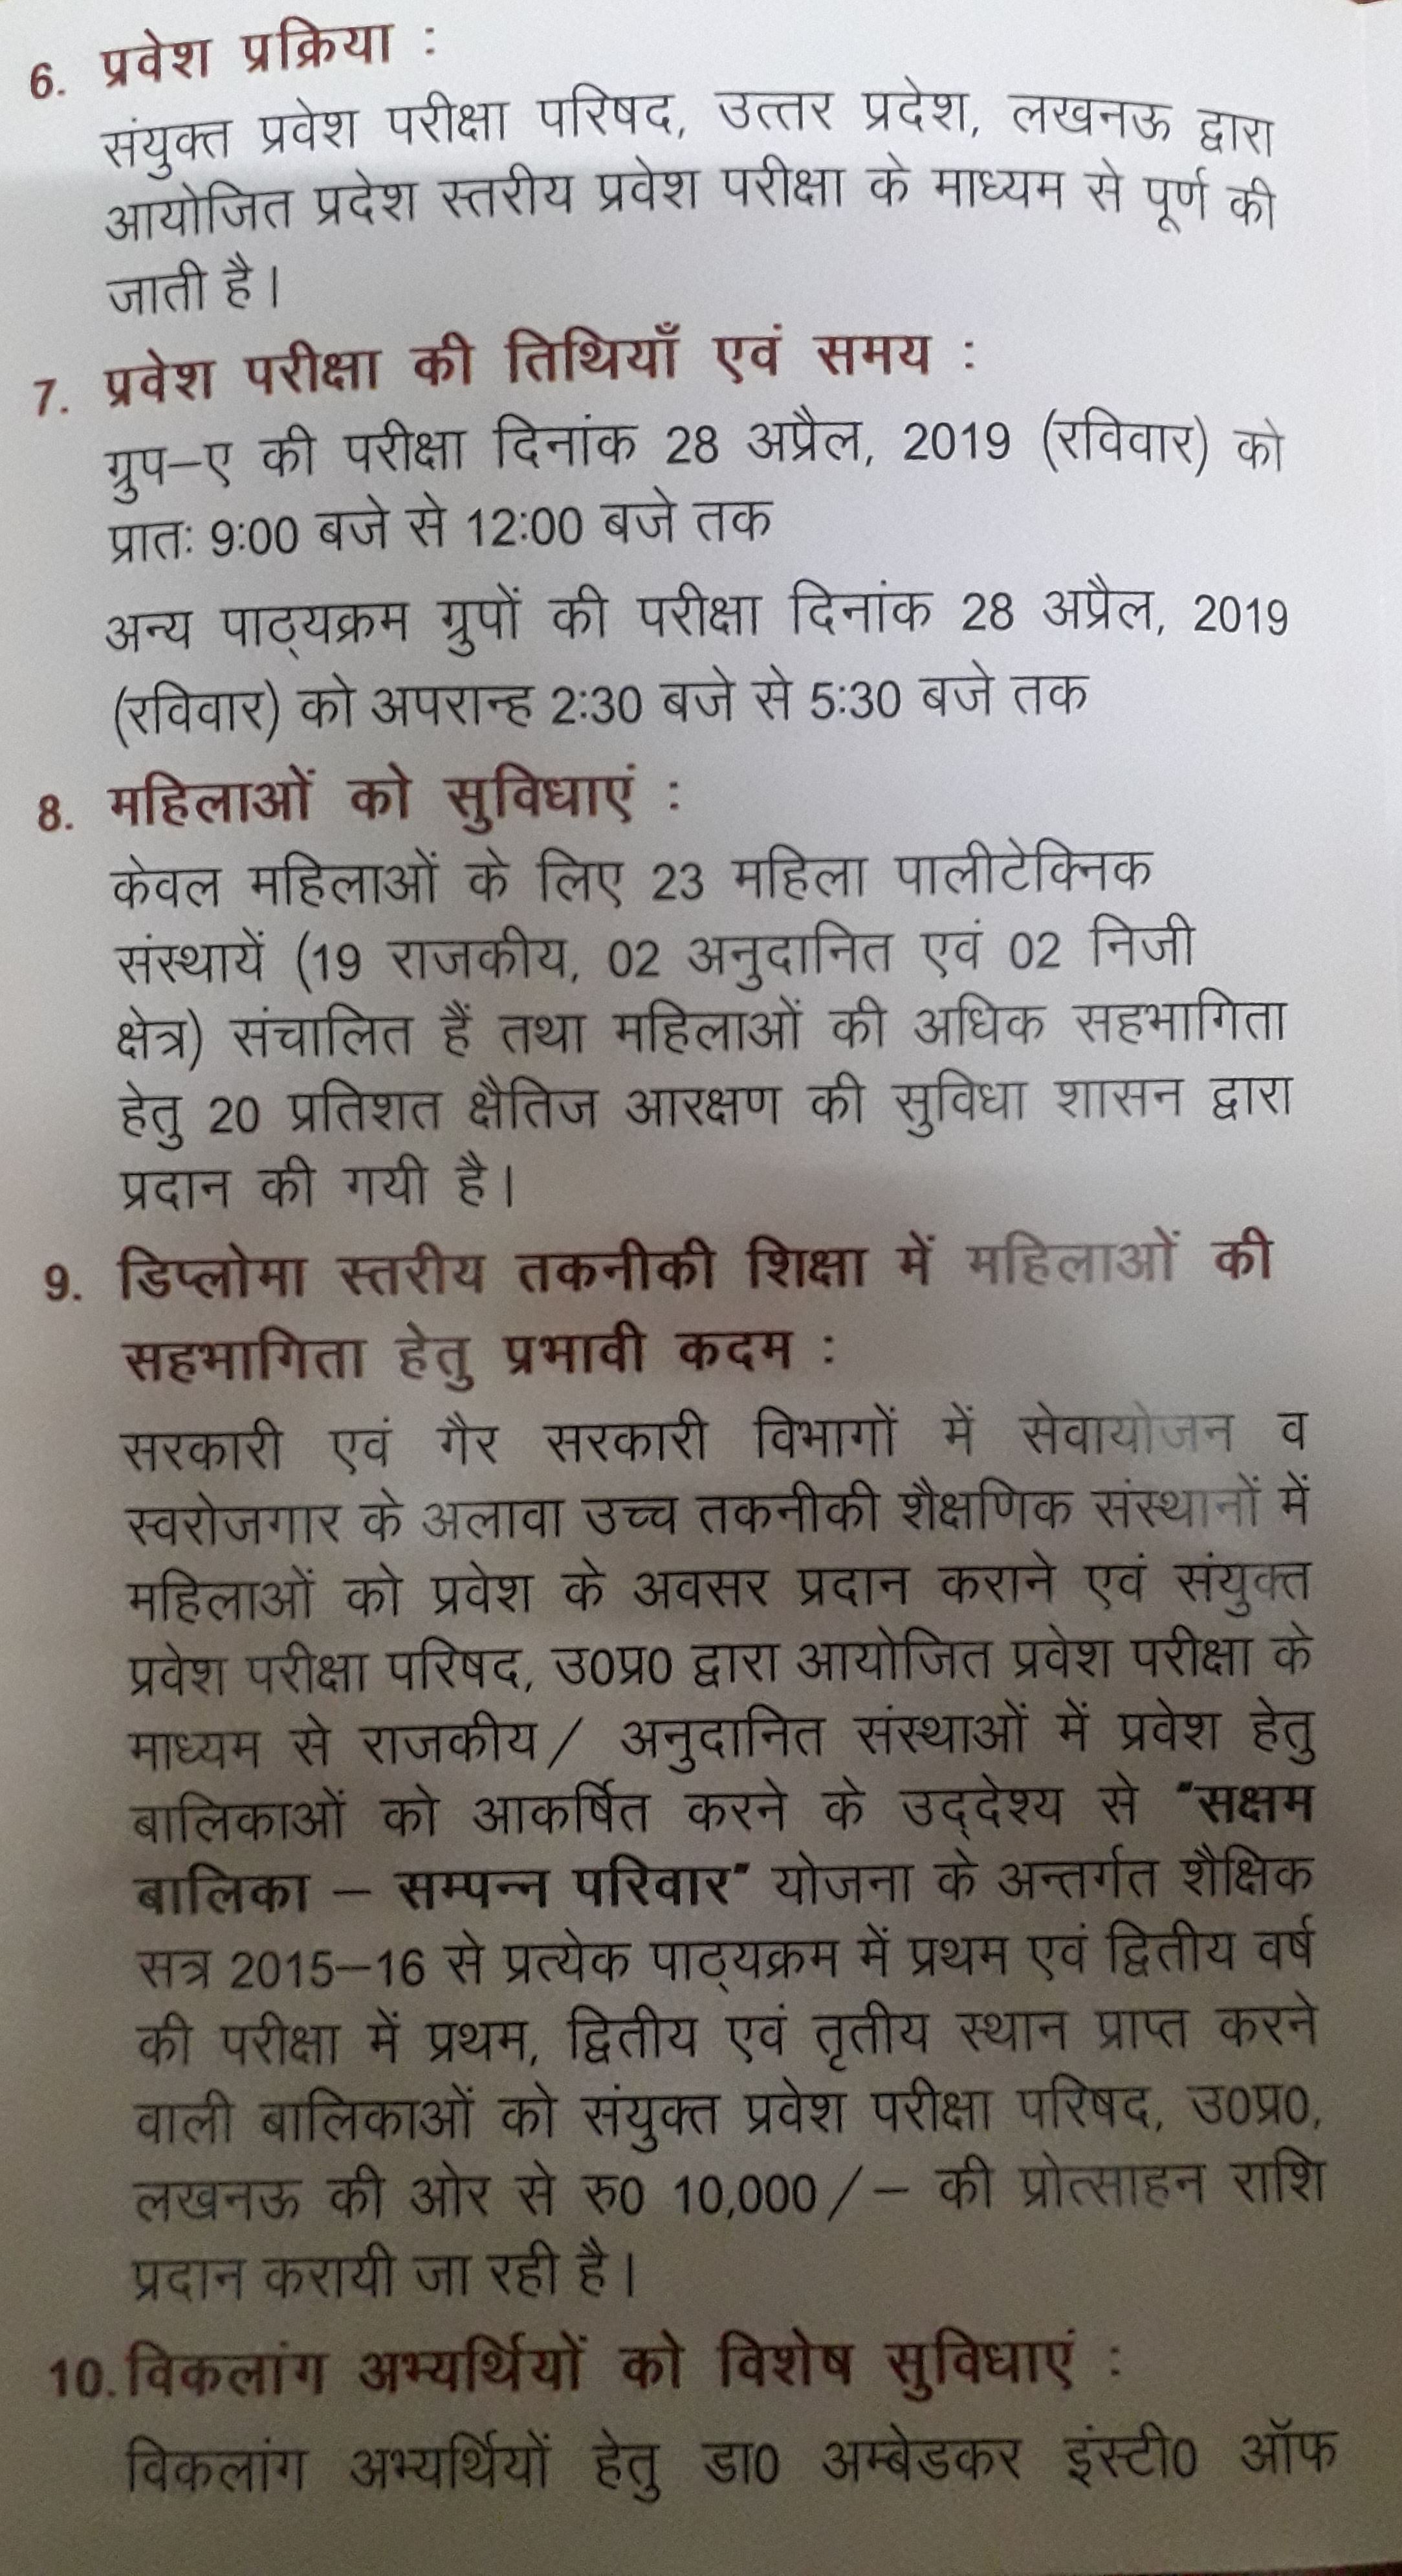 6. प्रवेश प्रक्रिया :
संयुक्त प्रवेश परीक्षा परिषद, उत्तर प्रदेश, लखनऊ द्वारा
आयोजित प्रदेश स्तरीय प्रवेश परीक्षा के माध्यम से पूर्ण की
जाती है।
7. प्रवेश परीक्षा की तिथियाँ एवं समय :
ग्रुप–ए की परीक्षा दिनांक 28 अप्रैल, 2019 (रविवार) को
प्रातः 9:00 बजे से 12:00 बजे तक
अन्य पाठ्यक्रम ग्रुपों की परीक्षा दिनांक 28 अप्रैल, 2019
(रविवार) को अपरान्ह 2:30 बजे से 5:30 बजे तक
8. महिलाओं को सुविधाएं :
केवल महिलाओं के लिए 23 महिला पालीटेक्निक
संस्थायें (19 राजकीय, 02 अनुदानित एवं 02 निजी
क्षेत्र) संचालित हैं तथा महिलाओं की अधिक सहभागिता
हेतु 20 प्रतिशत क्षैतिज आरक्षण की सुविधा शासन द्वारा
प्रदान की गयी है।
9. डिप्लोमा स्तरीय तकनीकी शिक्षा में महिलाओं की
सहभागिता हेतु प्रभावी कदम :
सरकारी एवं गैर सरकारी विभागों में सेवायोजन व
स्वरोजगार के अलावा उच्च तकनीकी शैक्षणिक संस्थानों में
महिलाओं को प्रवेश के अवसर प्रदान कराने एवं संयुक्त
प्रवेश परीक्षा परिषद, उ0प्र0 द्वारा आयोजित प्रवेश परीक्षा के
माध्यम से राजकीय/ अनुदानित संस्थाओं में प्रवेश हेतु
बालिकाओं को आकर्षित करने के उद्देश्य से "सक्षम
बालिका – सम्पन्न परिवार" योजना के अन्तर्गत शैक्षिक
सत्र 2015–16 से प्रत्येक पाठ्यक्रम में प्रथम एवं द्वितीय वर्ष
की परीक्षा में प्रथम, द्वितीय एवं तृतीय स्थान प्राप्त करने
वाली बालिकाओं को संयुक्त प्रवेश परीक्षा परिषद, उ0प्र0,
लखनऊ की ओर से रु0 10,000/– की प्रोत्साहन राशि
प्रदान करायी जा रही है।
10. विकलांग अभ्यर्थियों को विशेष सुविधाएं :
विकलांग अभ्यर्थियों हेतु डा0 अम्बेडकर इंस्टी0 ऑफ